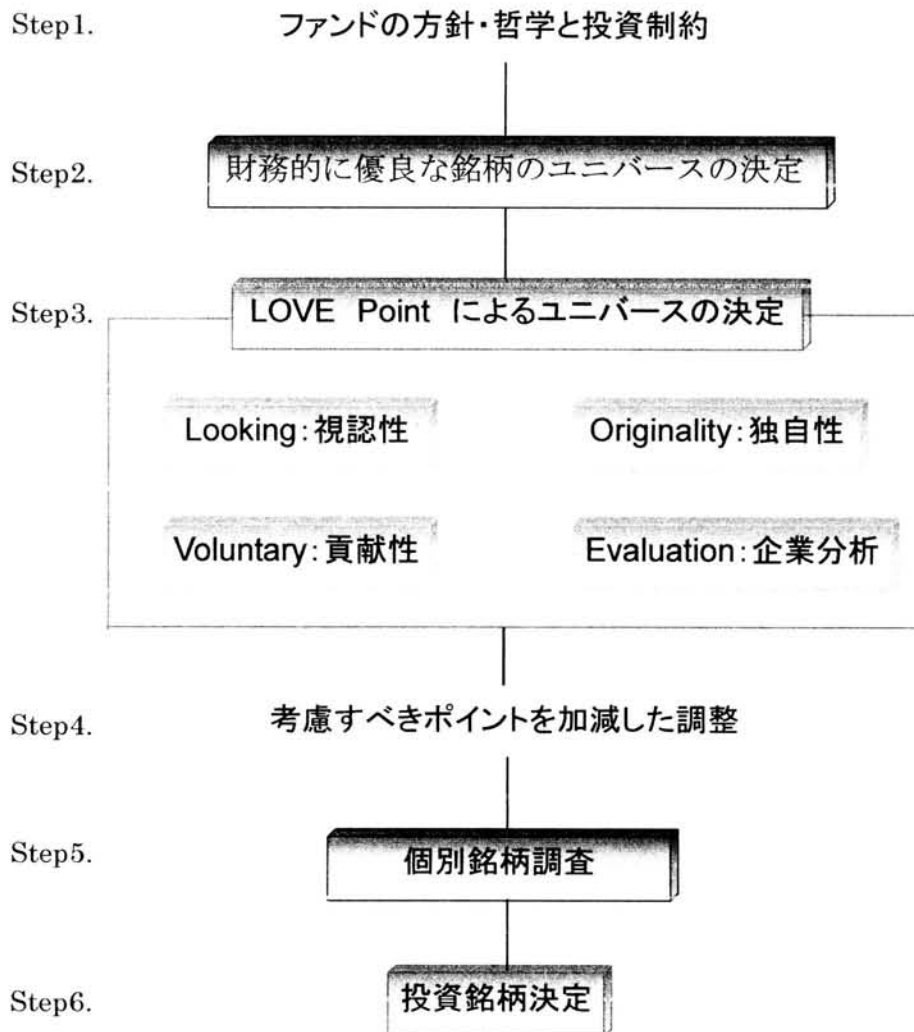 Step1. ファンドの方針・哲学と投資制約
Step2. 財務的に優良な銘柄のユニバースの決定
Step3. LOVE Point によるユニバースの決定
Looking:視認性 Originality:独自性
Voluntary:貢献性 Evaluation:企業分析
Step4. 考慮すべきポイントを加減した調整
Step5. 個別銘柄調査
Step6. 投資銘柄決定